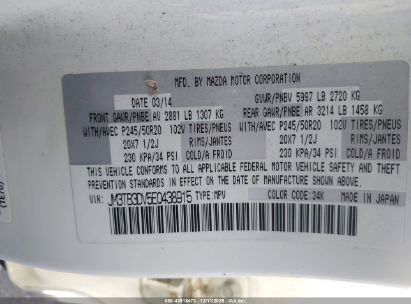 MFD. BY MAZDA MOTOR CORPORATION
DATE 03/14
GVWR/PNBV 5997 LB 2720 KG
FRONT GAWR/PNBE AV 2881 LB 1307 KG
REAR GAWR/PNBE AR 3214 LB 1458 KG
WITH/AVEC P245/50R20 102V TIRES/PNEUS
WITH/AVEC P245/50R20 102V TIRES/PNEUS
20X7 1/2J RIMS/JANTES
20X7 1/2J RIMS/JANTES
230 KPA/34 PSI COLD/A FROID
230 KPA/34 PSI COLD/A FROID
THIS VEHICLE CONFORMS TO ALL APPLICABLE FEDERAL MOTOR VEHICLE SAFETY AND THEFT
PREVENTION STANDARDS IN EFFECT ON THE DATE OF MANUFACTURE SHOWN ABOVE.
VIN: JM3TB3DV5E0438915 TYPE:MPV
COLOR CODE:34K
MADE IN JAPAN
12/11/2025